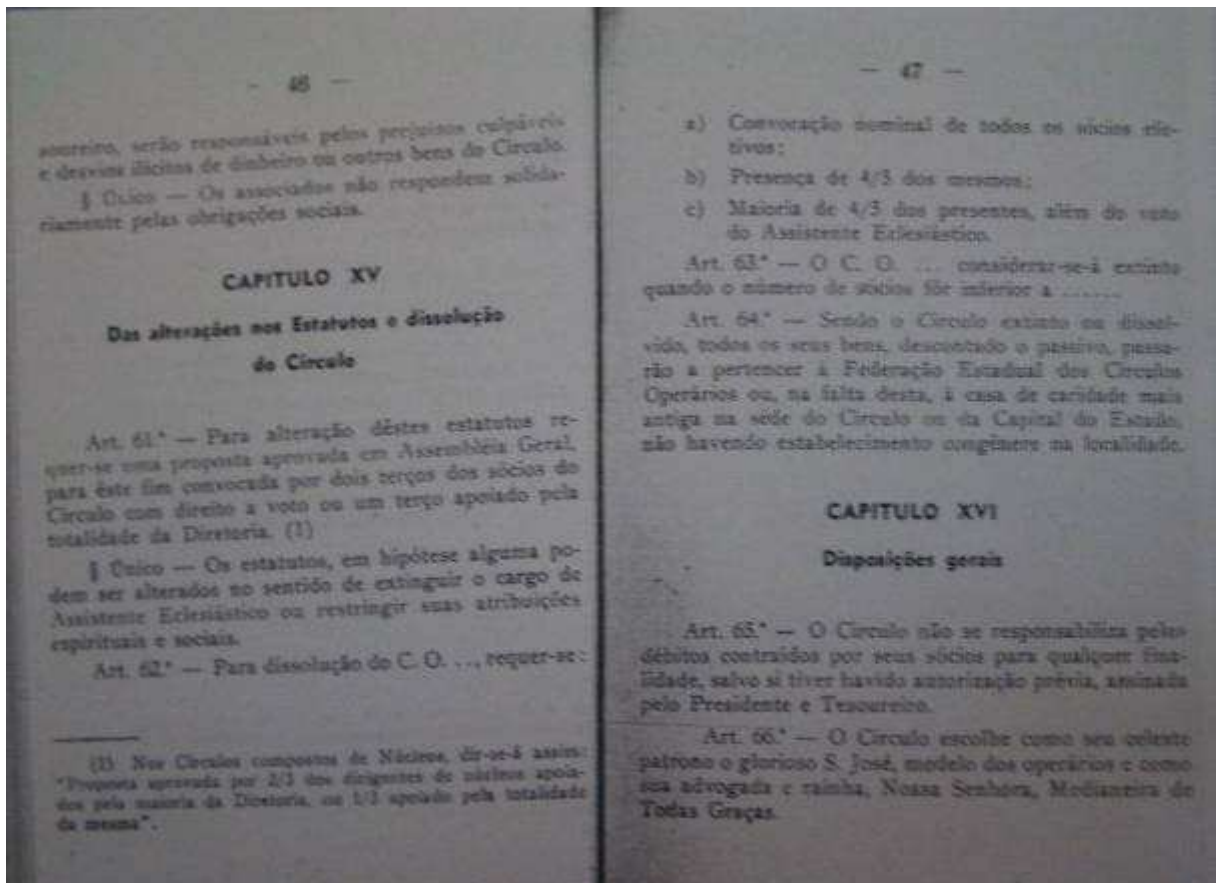 - 46 —
soureiro, serão responsáveis pelos prejuizos culpáveis
e desvios ilícitos de dinheiro ou outros bens do Círculo.
§ Único — Os associados não respondem solida-
riamente pelas obrigações sociais.
CAPITULO XV
Das alterações nos Estatutos e dissolução
do Círculo
Art. 61.° — Para alteração dêstes estatutos re-
quer-se uma proposta aprovada em Assembléia Geral,
para êste fim convocada por dois terços dos sócios do
Círculo com direito a voto ou um terço apoiado pela
totalidade da Diretoria. (1)
§ Único — Os estatutos, em hipótese alguma po-
dem ser alterados no sentido de extinguir o cargo de
Assistente Eclesiástico ou restringir suas atribuições
espirituais e sociais.
Art. 62.° — Para dissolução do C. O. ..., requer-se:
(1) Nos Círculos compostos de Núcleos, dir-se-á assim:
"Proposta aprovada por 2/3 dos dirigentes de núcleos apoia-
dos pela maioria da Diretoria, ou 1/3 apoiado pela totalidade
da mesma".
— 47 —
a) Convocação nominal de todos os sócios efe-
tivos;
b) Presença de 4/5 dos mesmos;
c) Maioria de 4/5 dos presentes, além do voto
do Assistente Eclesiástico.
Art. 63.° — O C. O. ... considerar-se-á extinto
quando o número de sócios fôr inferior a ......
Art. 64.° — Sendo o Círculo extinto ou dissol-
vido, todos os seus bens, descontado o passivo, passa-
rão a pertencer à Federação Estadual dos Círculos
Operários ou, na falta desta, à casa de caridade mais
antiga na séde do Círculo ou da Capital do Estado,
não havendo estabelecimento congênere na localidade.
CAPITULO XVI
Disposições gerais
Art. 65.° — O Círculo não se responsabiliza pelos
débitos contraídos por seus sócios para qualquer fina-
lidade, salvo si tiver havido autorização prévia, assinada
pelo Presidente e Tesoureiro.
Art. 66.° — O Círculo escolhe como seu celeste
patrono o glorioso S. José, modelo dos operários e como
sua advogada e rainha, Nossa Senhora, Medianeira de
Todas Graças.